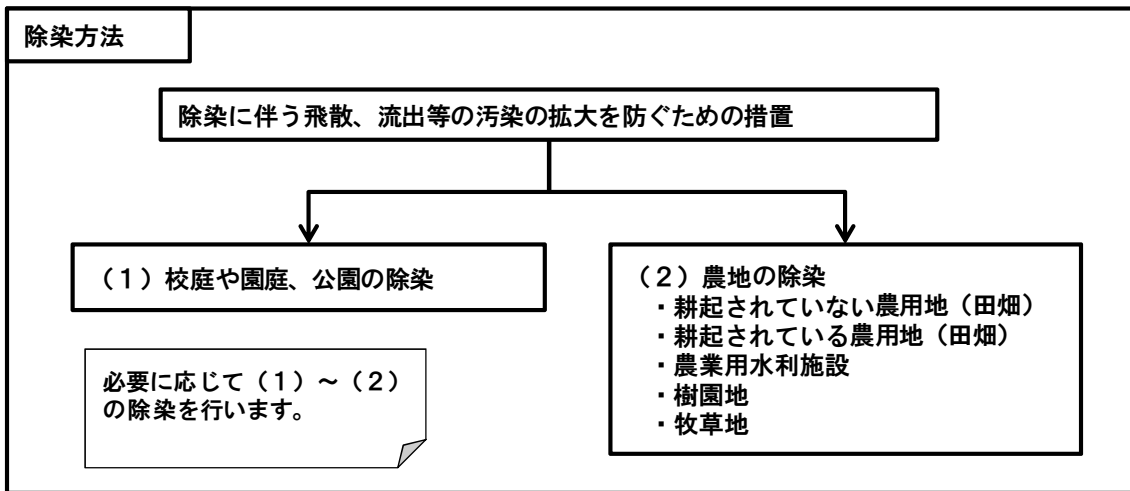 除染方法
除染に伴う飛散、流出等の汚染の拡大を防ぐための措置
（１）校庭や園庭、公園の除染
（２）農地の除染
・耕起されていない農用地（田畑）
・耕起されている農用地（田畑）
・農業用水利施設
・樹園地
・牧草地
必要に応じて（１）～（２）
の除染を行います。